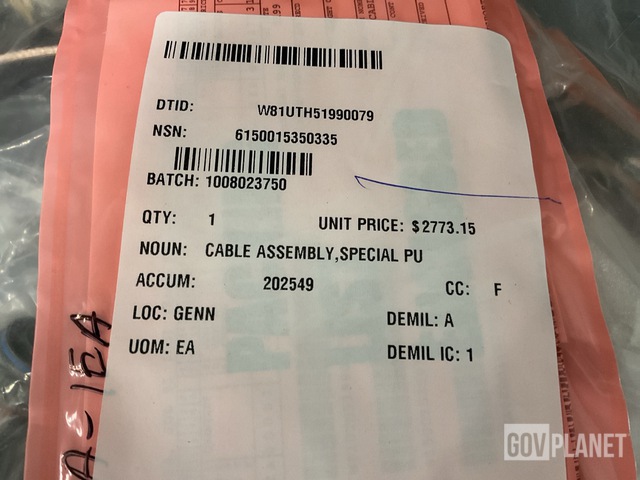 DTID: W81UTH51990079
NSN: 6150015350335
BATCH: 1008023750
QTY: 1 UNIT PRICE: $2773.15
NOUN: CABLE ASSEMBLY,SPECIAL PU
ACCUM: 202549 CC: F
LOC: GENN DEMIL: A
UOM: EA DEMIL IC: 1
A-1EA
GOVPLANET